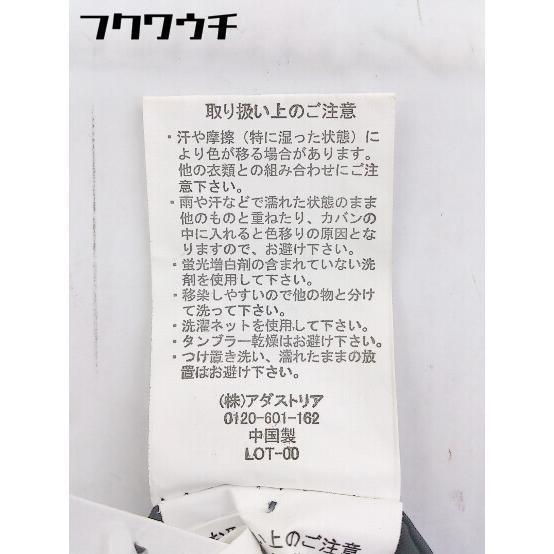 フクワウチ
取り扱い上のご注意
・汗や摩擦（特に湿った状態）に
より色が移る場合があります。
他の衣類との組み合わせにご注
意下さい。
・雨や汗などで濡れた状態のまま
他のものと重ねたり、カバンの
中に入れると色移りの原因とな
りますので、お避け下さい。
・蛍光増白剤の含まれていない洗
剤を使用して下さい。
・移染しやすいので他の物と分け
て洗って下さい。
・洗濯ネットを使用して下さい。
・タンブラー乾燥はお避け下さい。
・つけ置き洗い、濡れたままの放
置はお避け下さい。
(株)アダストリア
0120-601-162
中国製
LOT-00
い上のご注意